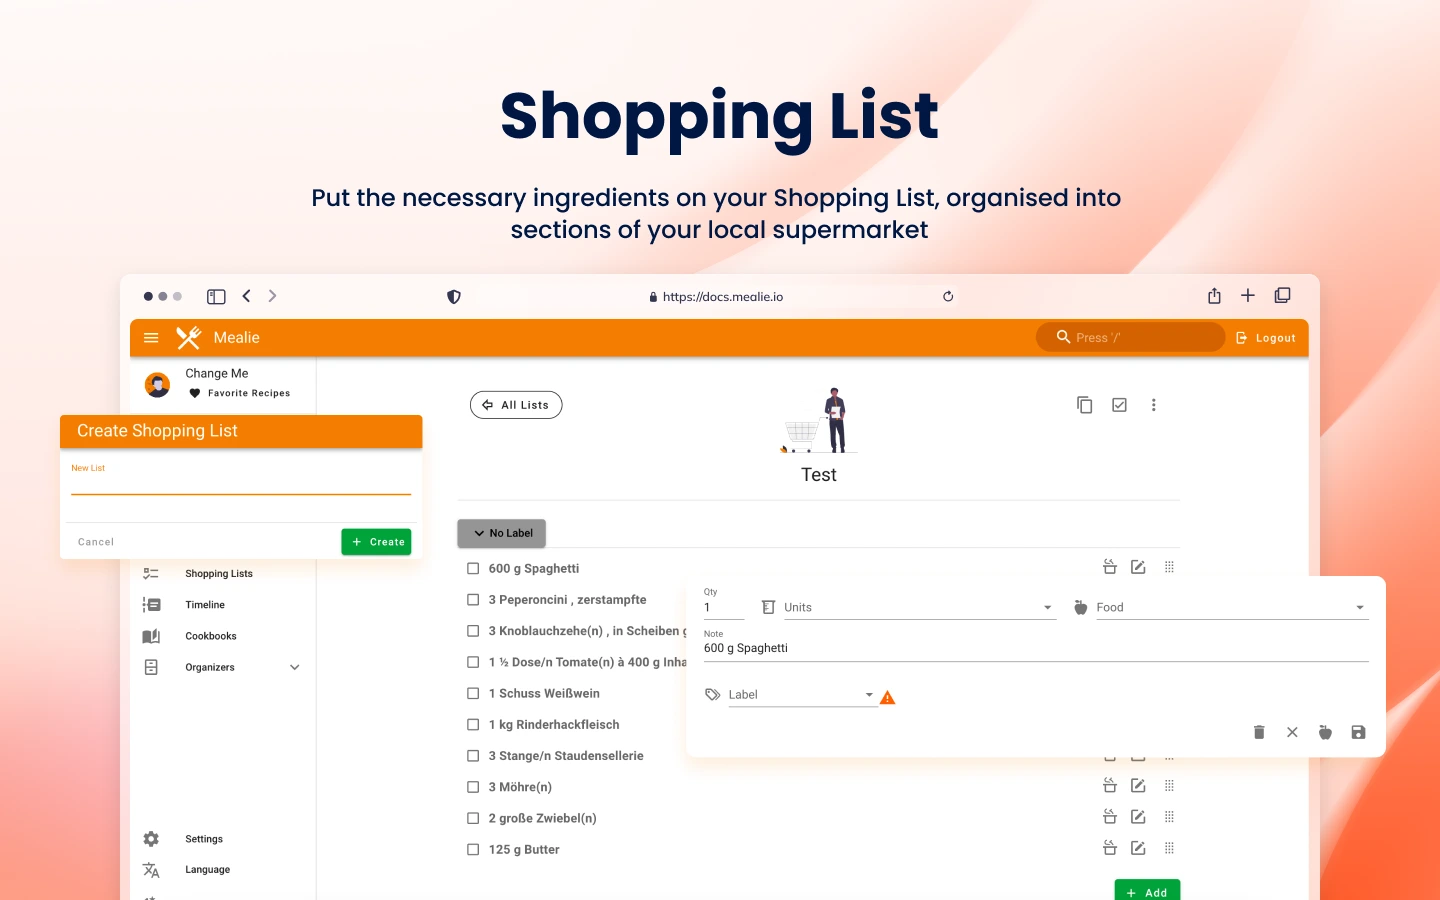 Shopping List
Put the necessary ingredients on your Shopping List, organised into
sections of your local supermarket
https://docs.mealie.io
Mealie
Press '/'
Logout
Change Me
Favorite Recipes
All Lists
Test
Create Shopping List
New List
Cancel
+ Create
Shopping Lists
Timeline
Cookbooks
Organizers
Settings
Language
No Label
600 g Spaghetti
3 Peperoncini , zerstampfte
3 Knoblauchzehe(n) , in Scheiben g
1 ½ Dose/n Tomate(n) à 400 g Inha
1 Schuss Weißwein
1 kg Rinderhackfleisch
3 Stange/n Staudensellerie
3 Möhre(n)
2 große Zwiebel(n)
125 g Butter
Qty
1
Units
Food
Note
600 g Spaghetti
Label
+ Add